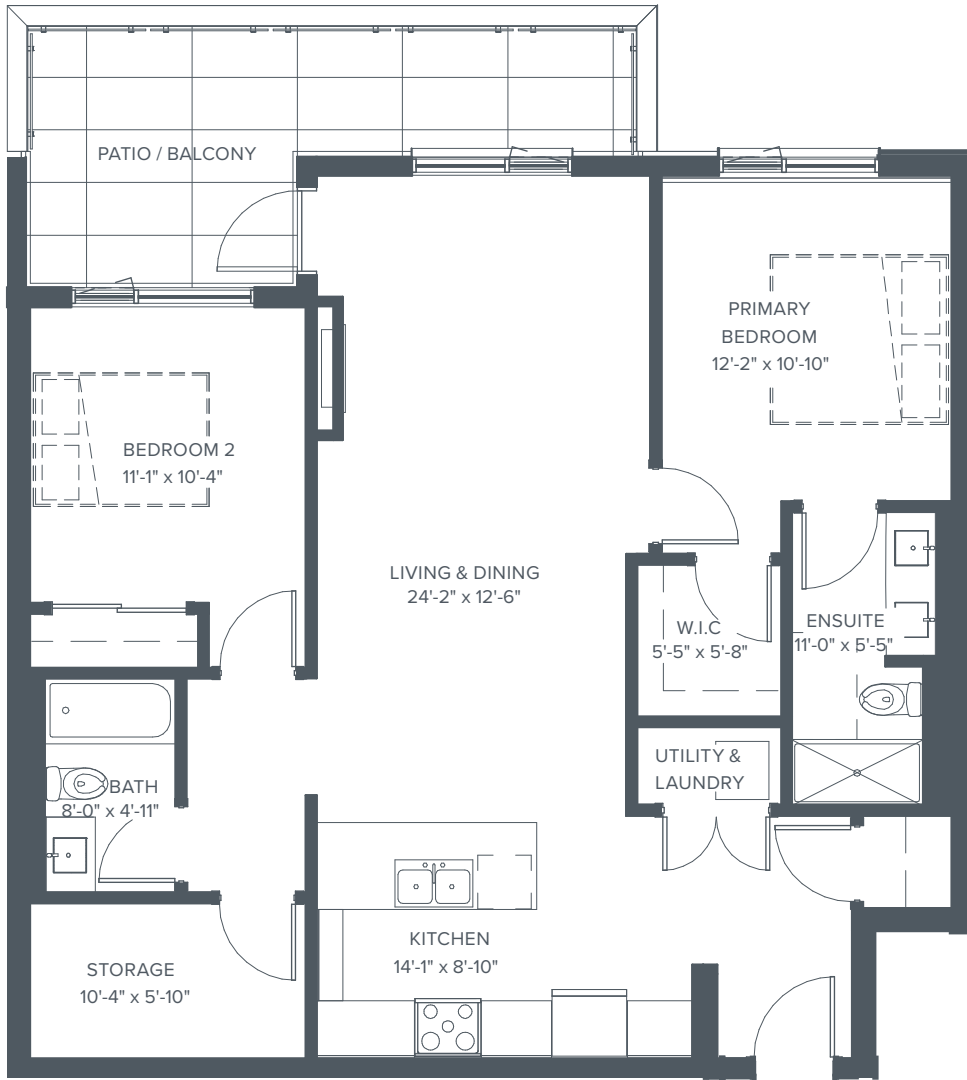 PATIO / BALCONY
PRIMARY
BEDROOM
12'-2" x 10'-10"
BEDROOM 2
11'-1" x 10'-4"
LIVING & DINING
24'-2" x 12'-6"
W.I.C
5'-5" x 5'-8"
ENSUITE
11'-0" x 5'-5"
UTILITY &
LAUNDRY
BATH
8'-0" x 4'-11"
KITCHEN
14'-1" x 8'-10"
STORAGE
10'-4" x 5'-10"